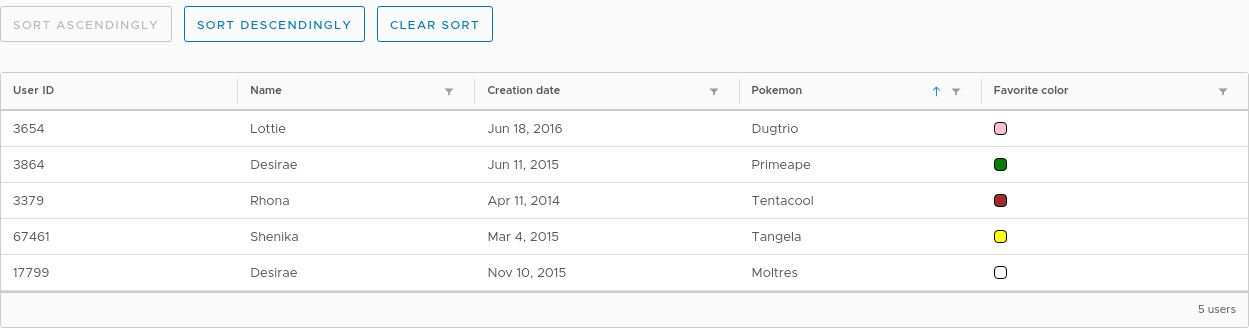 SORT ASCENDINGLY SORT DESCENDINGLY CLEAR SORT
User ID Name Creation date Pokemon Favorite color
3654 Lottie Jun 18, 2016 Dugtrio
3864 Desirae Jun 11, 2015 Primeape
3379 Rhona Apr 11, 2014 Tentacool
67461 Shenika Mar 4, 2015 Tangela
17799 Desirae Nov 10, 2015 Moltres
5 users